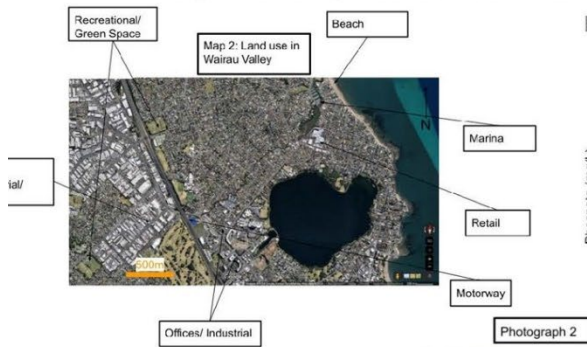 Recreational/
Green Space
Map 2: Land use in
Wairau Valley
Beach
N
Marina
ial/
Retail
500m
Motorway
Offices/ Industrial
Photograph 2